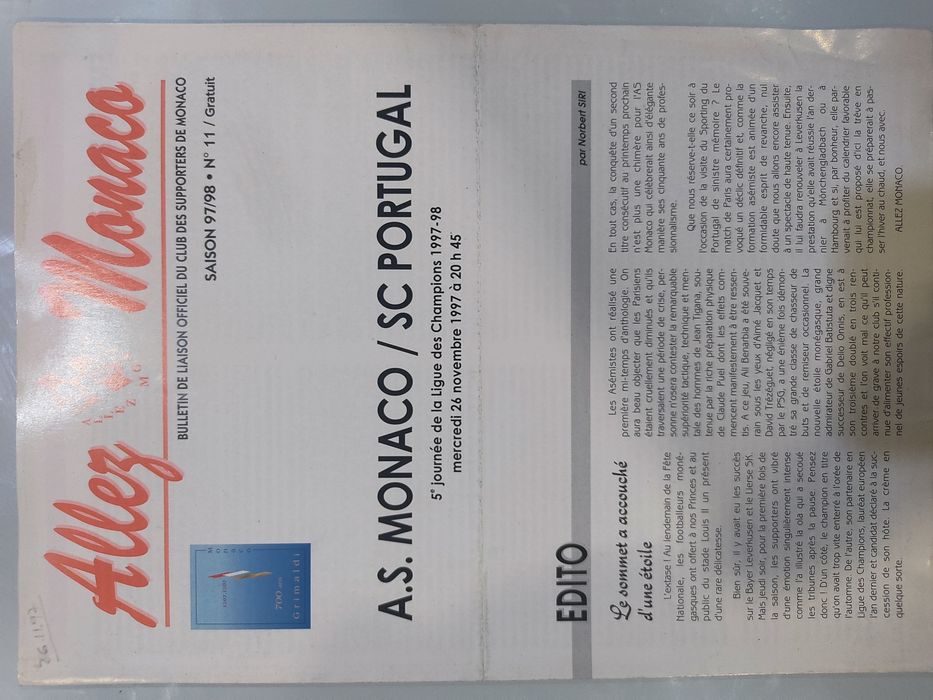 26.11.97
Allez Monaco
ALLEZ MG
BULLETIN DE LIAISON OFFICIEL DU CLUB DES SUPPORTERS DE MONACO
SAISON 97/98 • N° 11 / Gratuit
Monaco
1297.1997
700 ans
Grimaldi
A.S. MONACO / SC PORTUGAL
5e journée de la Ligue des Champions 1997-98
mercredi 26 novembre 1997 à 20 h 45
EDITO
par Norbert SIRI
Le sommet a accouché
d'une étoile
L'extase ! Au lendemain de la Fête
Nationale, les footballeurs moné-
gasques ont offert à nos Princes et au
public du stade Louis II un présent
d'une rare délicatesse.
Bien sûr, il y avait eu les succès
sur le Bayer Leverkusen et le Lierse SK.
Mais jeudi soir, pour la première fois de
la saison, les supporters ont vibré
d'une émotion singulièrement intense
comme l'a illustré la ola qui a secoué
les tribunes après la pause. Pensez
donc ! D'un côté, le champion en titre
qu'on avait trop vite enterré à l'orée de
l'automne. De l'autre, son partenaire en
Ligue des Champions, lauréat européen
l'an dernier et candidat déclaré à la suc-
cession de son hôte. La crème en
quelque sorte.
Les Asémistes ont réalisé une
première mi-temps d'anthologie. On
aura beau objecter que les Parisiens
étaient cruellement diminués et qu'ils
traversaient une période de crise, per-
sonne n'osera contester la remarquable
supériorité tactique, technique et men-
tale des hommes de Jean Tigana, sou-
tenue par la riche préparation physique
de Claude Puel dont les effets com-
mencent manifestement à être ressen-
tis. A ce jeu, Ali Benarbia a été souve-
rain sous les yeux d'Aimé Jacquet et
David Trézéguet, négligé en son temps
par le PSG, a une énième fois démon-
tré sa grande classe de chasseur de
buts et de remiseur occasionnel. La
nouvelle étoile monégasque, grand
admirateur de Gabriel Batistuta et digne
successeur de Delio Onnis, en est à
son troisième doublé en trois ren-
contres et l'on voit mal ce qu'il peut
arriver de grave à notre club s'il conti-
nue d'alimenter son effectif profession-
nel de jeunes espoirs de cette nature.
En tout cas, la conquête d'un second
titre consécutif au printemps prochain
n'est plus une chimère pour l'AS
Monaco qui célèbrerait ainsi d'élégante
manière ses cinquante ans de profes-
sionnalisme.
Que nous réserve-t-elle ce soir à
l'occasion de la visite du Sporting du
Portugal de sinistre mémoire ? Le
match de Paris aura certainement pro-
voqué un déclic définitif et, comme la
formation asémiste est animée d'un
formidable esprit de revanche, nul
doute que nous allons encore assister
à un spectacle de haute tenue. Ensuite,
il lui faudra renouveler à Leverkusen la
prestation qu'elle avait réussie l'an der-
nier à Mönchengladbach ou à
Hambourg et si, par bonheur, elle par-
venait à profiter du calendrier favorable
qui lui est proposé d'ici la trêve en
championnat, elle se préparerait à pas-
ser l'hiver au chaud, et nous avec.
ALLEZ MONACO